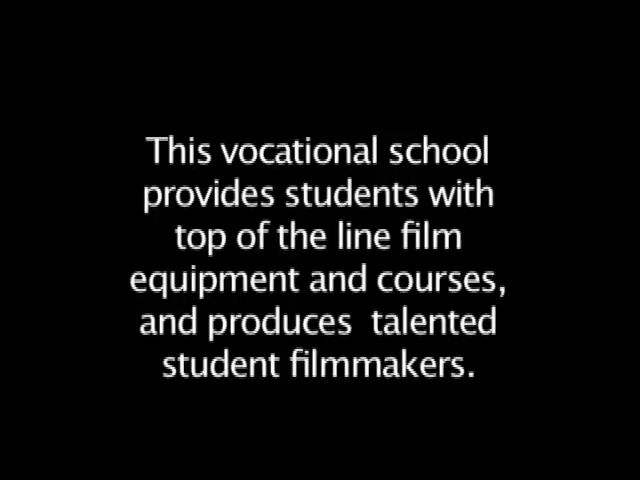 This vocational school
provides students with
top of the line film
equipment and courses,
and produces  talented
student filmmakers.